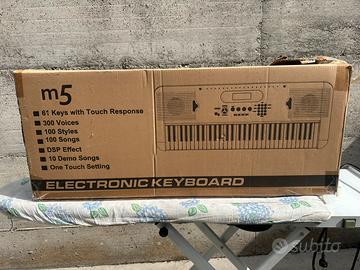 m5
61 Keys with Touch Response
300 Voices
100 Styles
100 Songs
DSP Effect
10 Demo Songs
One Touch Setting
ELECTRONIC KEYBOARD
subito